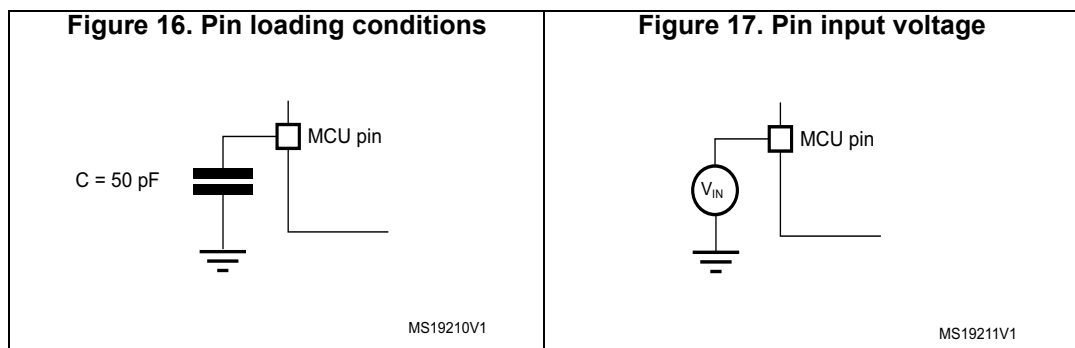 Figure 16. Pin loading conditions
MCU pin
C = 50 pF
MS19210V1
Figure 17. Pin input voltage
MCU pin
VIN
MS19211V1